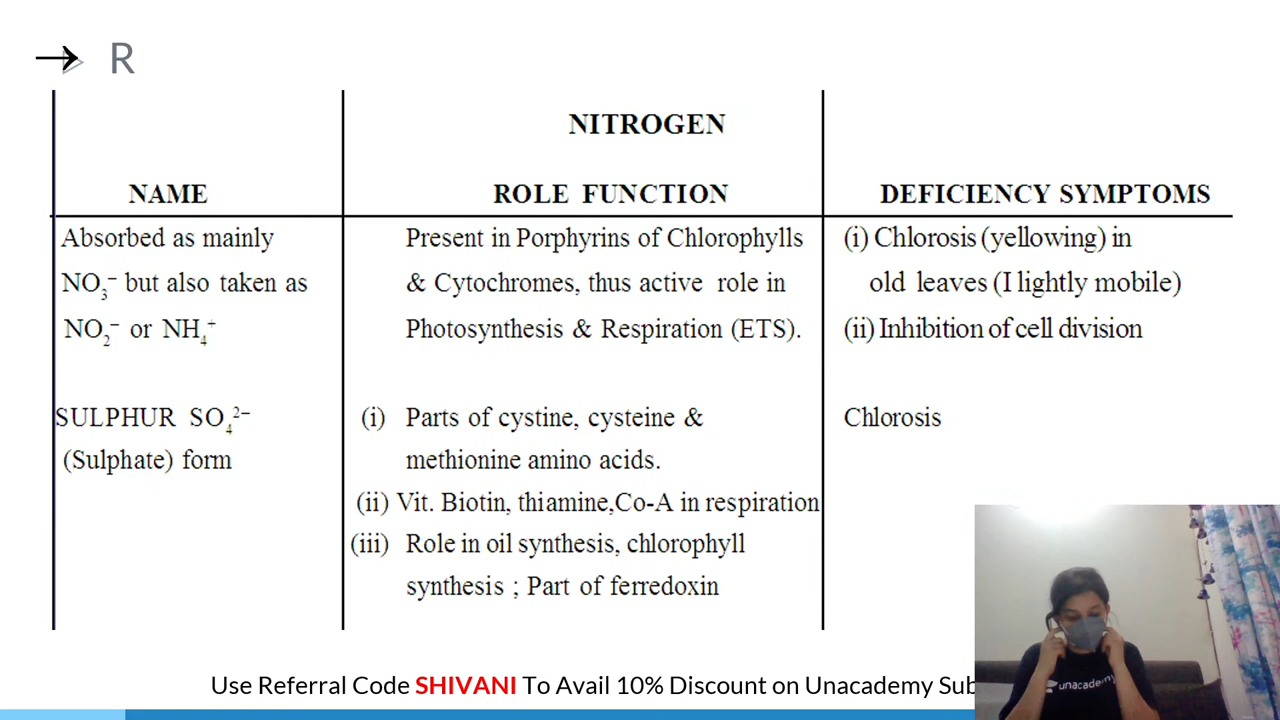 → R
NITROGEN
NAME ROLE FUNCTION DEFICIENCY SYMPTOMS
Absorbed as mainly Present in Porphyrins of Chlorophylls (i) Chlorosis (yellowing) in
NO₃⁻ but also taken as & Cytochromes, thus active role in old leaves (I lightly mobile)
NO₂⁻ or NH₄⁺ Photosynthesis & Respiration (ETS). (ii) Inhibition of cell division
SULPHUR SO₄²⁻ (i) Parts of cystine, cysteine & Chlorosis
(Sulphate) form methionine amino acids.
(ii) Vit. Biotin, thiamine,Co-A in respiration
(iii) Role in oil synthesis, chlorophyll
synthesis ; Part of ferredoxin
unacademy
Use Referral Code SHIVANI To Avail 10% Discount on Unacademy Sub